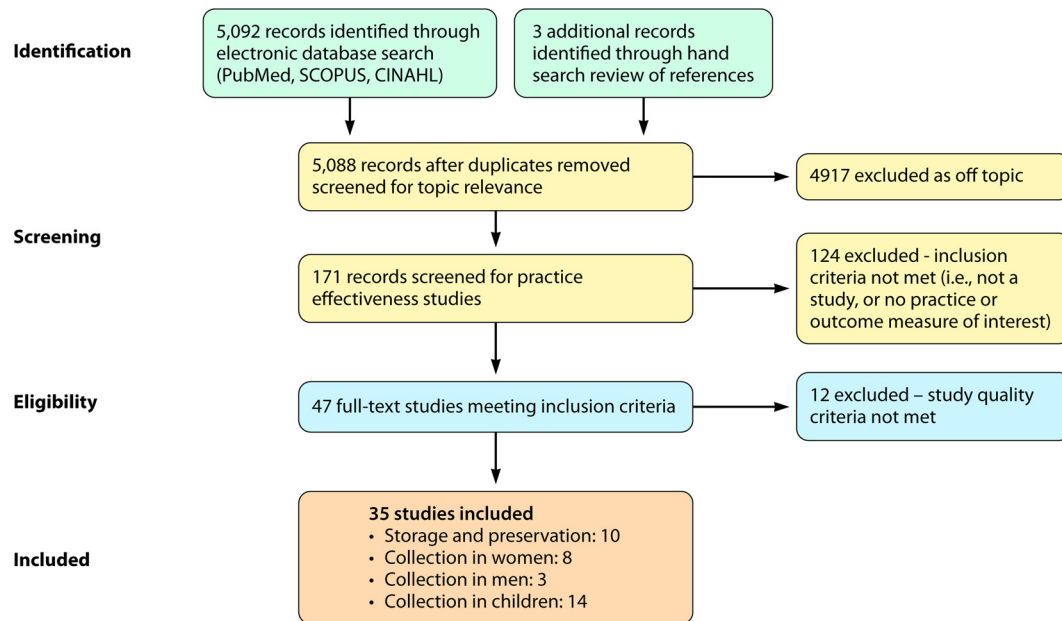 Identification
5,092 records identified through
electronic database search
(PubMed, SCOPUS, CINAHL)
3 additional records
identified through hand
search review of references
5,088 records after duplicates removed
screened for topic relevance
4917 excluded as off topic
Screening
171 records screened for practice
effectiveness studies
124 excluded - inclusion
criteria not met (i.e., not a
study, or no practice or
outcome measure of interest)
Eligibility
47 full-text studies meeting inclusion criteria
12 excluded – study quality
criteria not met
Included
35 studies included
• Storage and preservation: 10
• Collection in women: 8
• Collection in men: 3
• Collection in children: 14